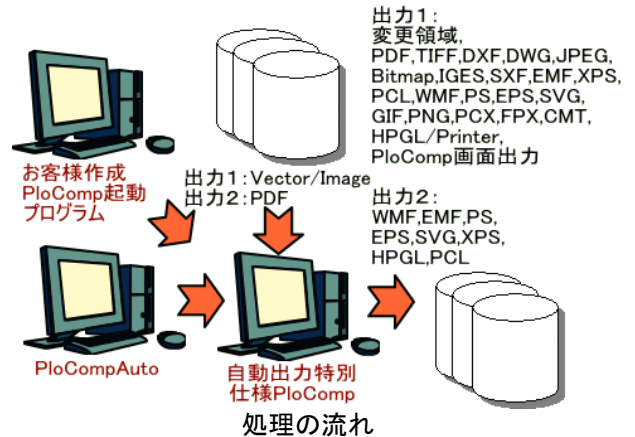 出力1:
変更領域,
PDF,TIFF,DXF,DWG,JPEG,
Bitmap,IGES,SXF,EMF,XPS,
PCL,WMF,PS,EPS,SVG,
GIF,PNG,PCX,FPX,CMT,
HPGL/Printer,
PloComp画面出力
お客様作成
PloComp起動
プログラム
出力1:Vector/Image
出力2:PDF
出力2:
WMF,EMF,PS,
EPS,SVG,XPS,
HPGL,PCL
PloCompAuto
自動出力特別
仕様PloComp
処理の流れ